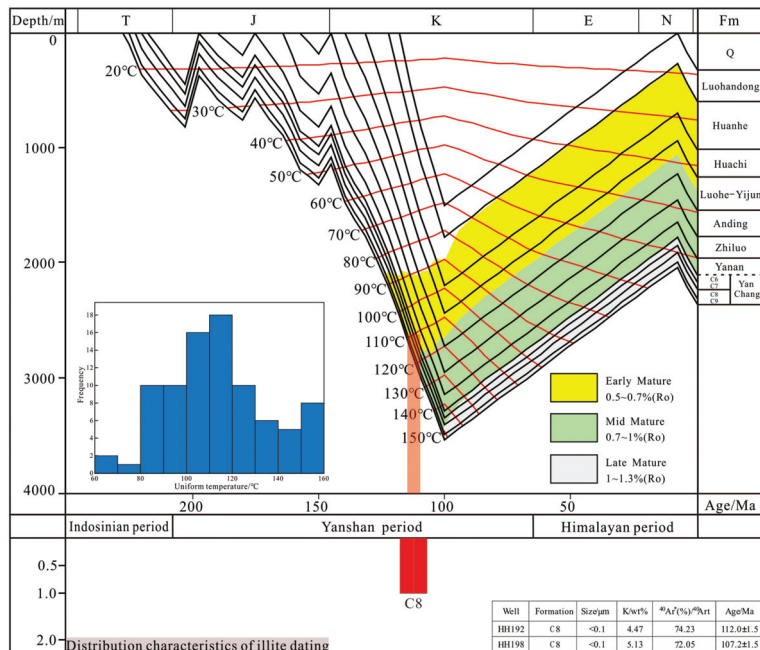 Depth/m T J K E N Fm
0
1000
2000
3000
4000
20℃
30℃
40℃
50℃
60℃
70℃
80℃
90℃
100℃
110℃
120℃
130℃
140℃
150℃
Q
Luohandong
Huanhe
Huachi
Luohe-Yijun
Anding
Zhiluo
Yanan
C6
C7
C8
C9
Yan
Chang
Frequency
18
16
14
12
10
8
6
4
2
0
60 80 100 120 140 160
Uniform temperature/℃
Early Mature
0.5~0.7%(Ro)
Mid Mature
0.7~1%(Ro)
Late Mature
1~1.3%(Ro)
200 150 100 50 Age/Ma
Indosinian period Yanshan period Himalayan period
0.5
1.0
2.0
C8
Distribution characteristics of illite dating
Well Formation Size/μm K/wt% ⁴⁰Ar*(%)/⁴⁰Art Age/Ma
HH192 C8 <0.1 4.47 74.23 112.0±1.5
HH198 C8 <0.1 5.13 72.05 107.2±1.5